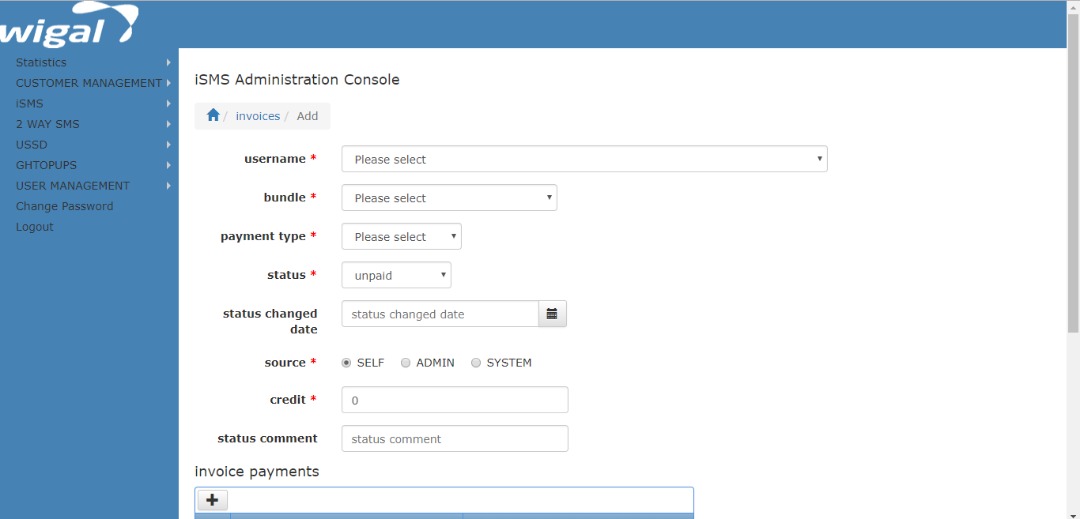 wigal
Statistics
CUSTOMER MANAGEMENT
iSMS
2 WAY SMS
USSD
GHTOPUPS
USER MANAGEMENT
Change Password
Logout
iSMS Administration Console
/ invoices / Add
username * Please select
bundle * Please select
payment type * Please select
status * unpaid
status changed date status changed date
source * SELF ADMIN SYSTEM
credit * 0
status comment status comment
invoice payments